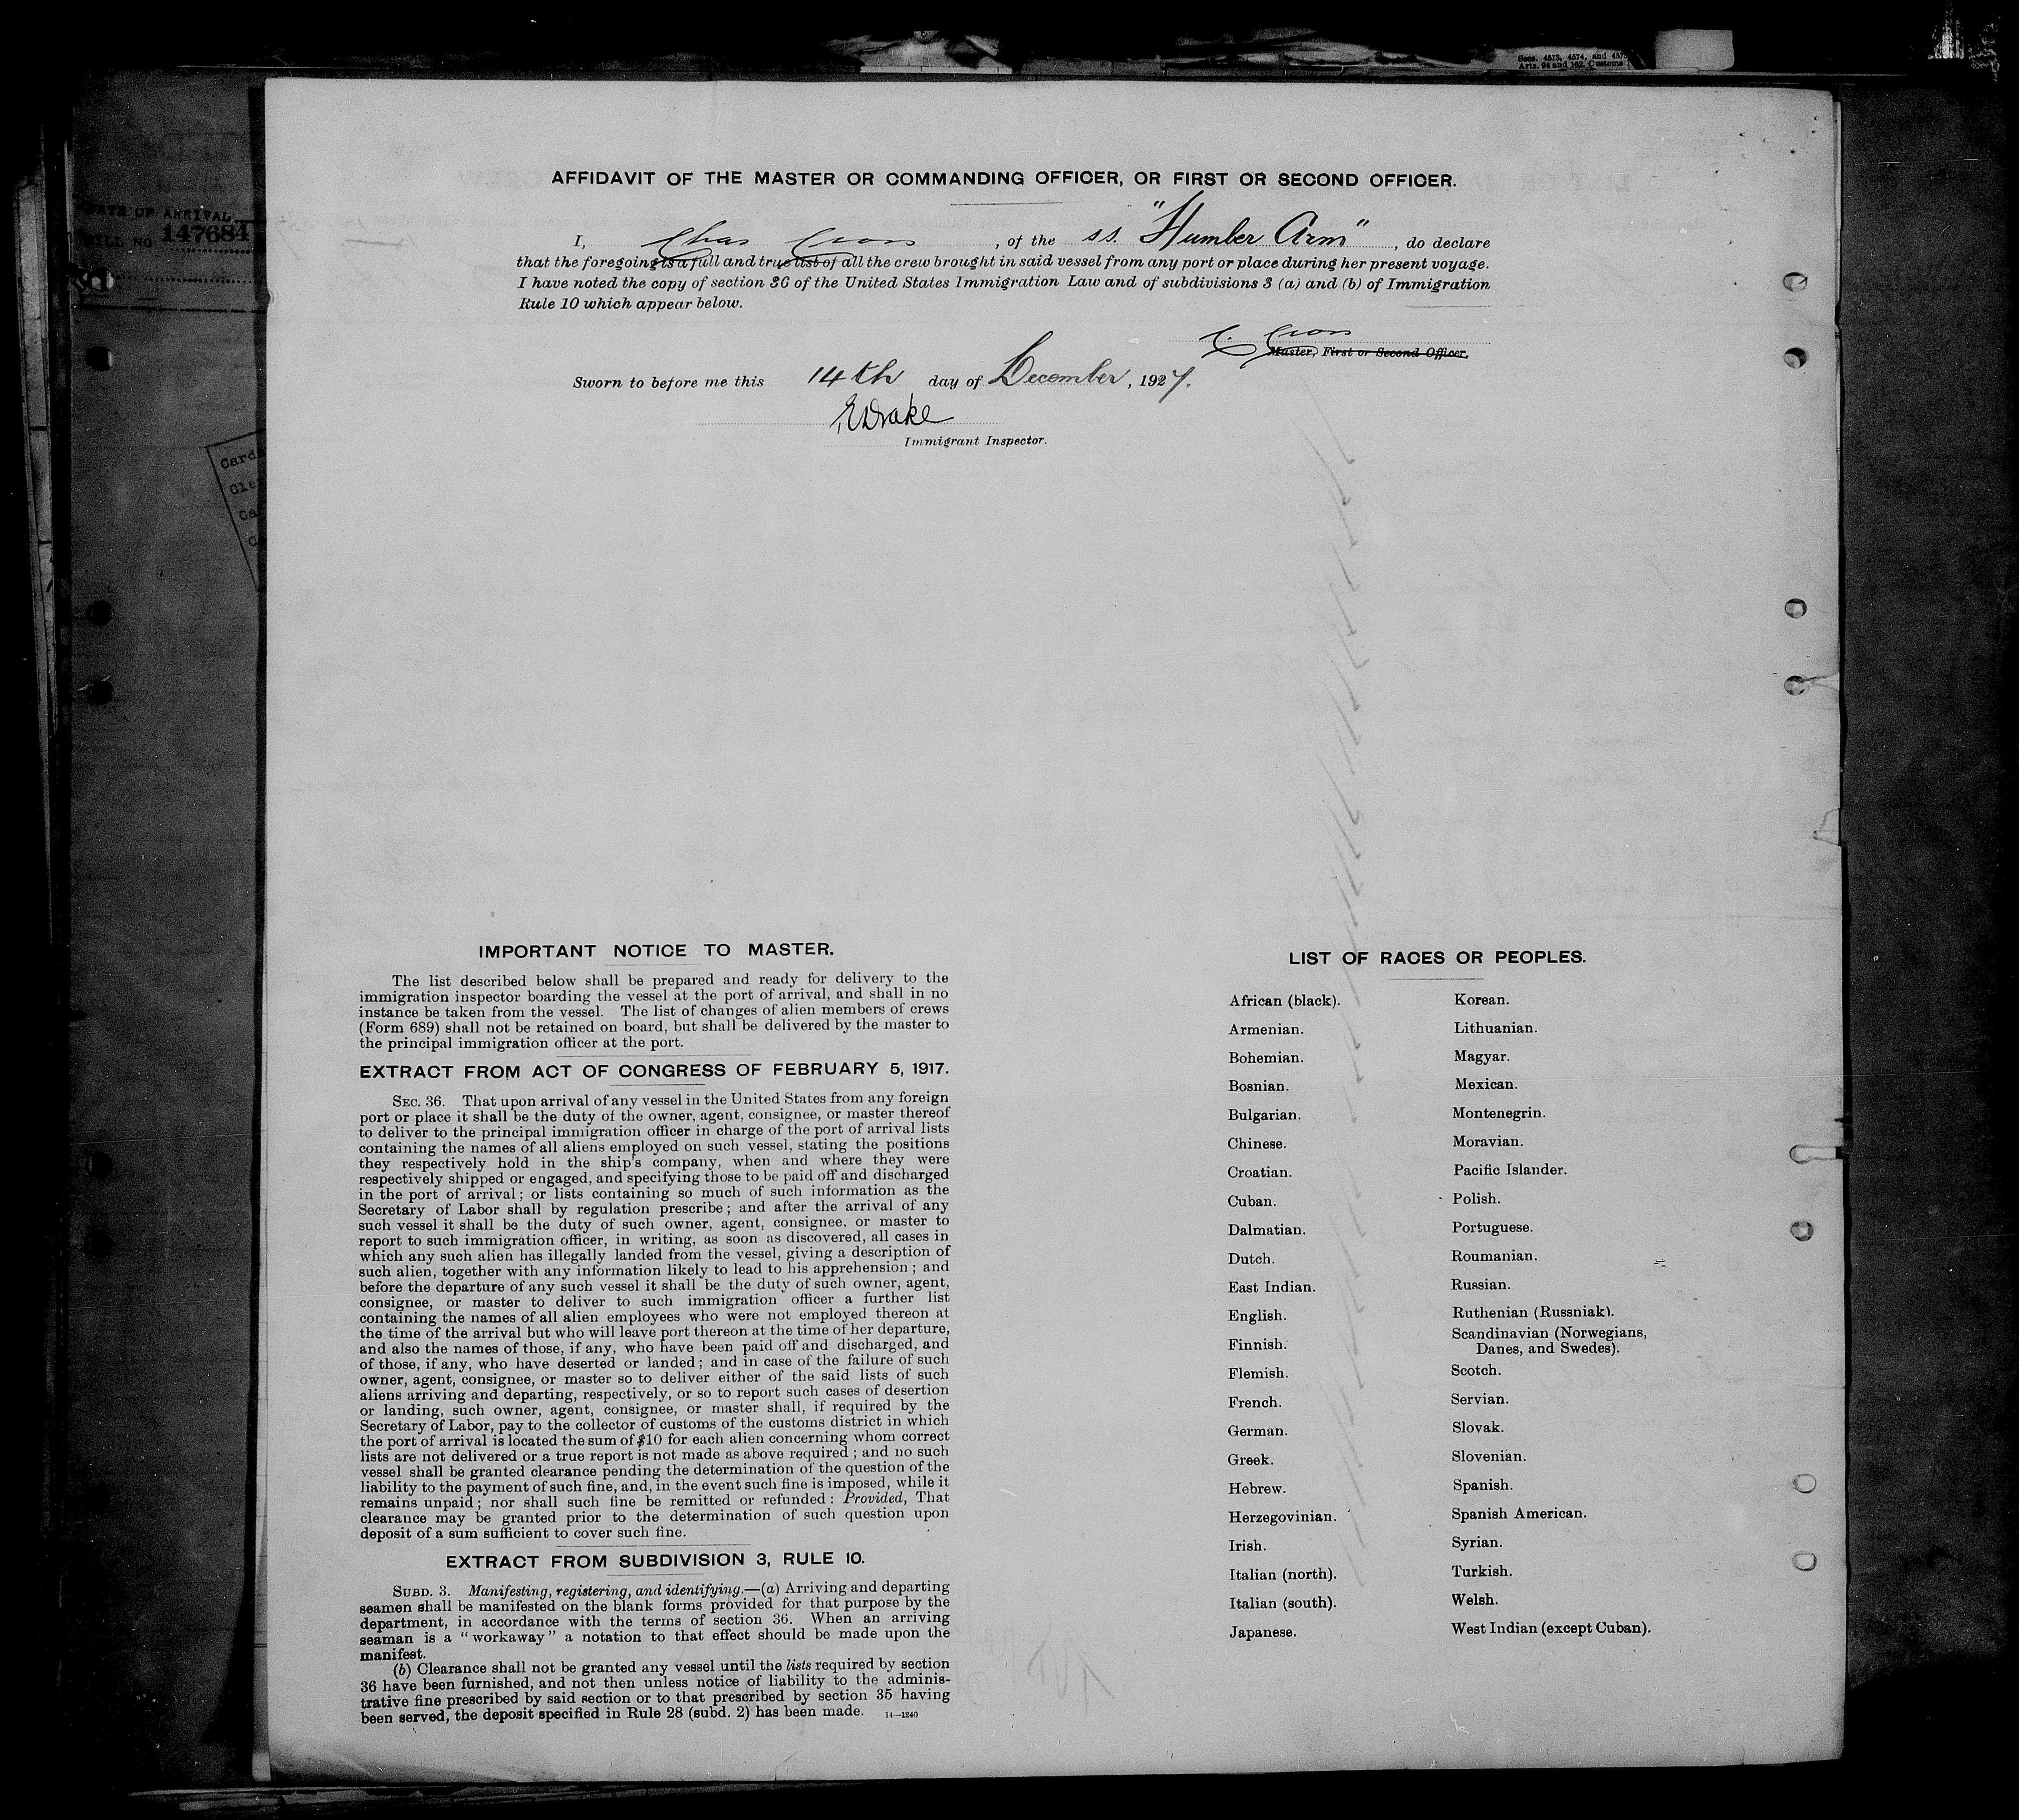 Secs. 4573, 4574, and 457
Arts. 94 and 162, Customs
AFFIDAVIT OF THE MASTER OR COMMANDING OFFICER, OR FIRST OR SECOND OFFICER.
OF ARRIVAL
BILL No 147684
I, Chas Cross, of the ss. "Humber Arm", do declare
that the foregoing is a full and true list of all the crew brought in said vessel from any port or place during her present voyage.
I have noted the copy of section 36 of the United States Immigration Law and of subdivisions 3 (a) and (b) of Immigration
Rule 10 which appear below.
C. Cross
Master, First or Second Officer.
Sworn to before me this 14th day of December, 1927.
Drake
Immigrant Inspector.
IMPORTANT NOTICE TO MASTER.
The list described below shall be prepared and ready for delivery to the
immigration inspector boarding the vessel at the port of arrival, and shall in no
instance be taken from the vessel. The list of changes of alien members of crews
(Form 689) shall not be retained on board, but shall be delivered by the master to
the principal immigration officer at the port.
EXTRACT FROM ACT OF CONGRESS OF FEBRUARY 5, 1917.
SEC. 36. That upon arrival of any vessel in the United States from any foreign
port or place it shall be the duty of the owner, agent, consignee, or master thereof
to deliver to the principal immigration officer in charge of the port of arrival lists
containing the names of all aliens employed on such vessel, stating the positions
they respectively hold in the ship's company, when and where they were
respectively shipped or engaged, and specifying those to be paid off and discharged
in the port of arrival; or lists containing so much of such information as the
Secretary of Labor shall by regulation prescribe; and after the arrival of any
such vessel it shall be the duty of such owner, agent, consignee, or master to
report to such immigration officer, in writing, as soon as discovered, all cases in
which any such alien has illegally landed from the vessel, giving a description of
such alien, together with any information likely to lead to his apprehension; and
before the departure of any such vessel it shall be the duty of such owner, agent,
consignee, or master to deliver to such immigration officer a further list
containing the names of all alien employees who were not employed thereon at
the time of the arrival but who will leave port thereon at the time of her departure,
and also the names of those, if any, who have been paid off and discharged, and
of those, if any, who have deserted or landed; and in case of the failure of such
owner, agent, consignee, or master so to deliver either of the said lists of such
aliens arriving and departing, respectively, or so to report such cases of desertion
or landing, such owner, agent, consignee, or master shall, if required by the
Secretary of Labor, pay to the collector of customs of the customs district in which
the port of arrival is located the sum of $10 for each alien concerning whom correct
lists are not delivered or a true report is not made as above required; and no such
vessel shall be granted clearance pending the determination of the question of the
liability to the payment of such fine, and, in the event such fine is imposed, while it
remains unpaid; nor shall such fine be remitted or refunded: Provided, That
clearance may be granted prior to the determination of such question upon
deposit of a sum sufficient to cover such fine.
EXTRACT FROM SUBDIVISION 3, RULE 10.
SUBD. 3. Manifesting, registering, and identifying.—(a) Arriving and departing
seamen shall be manifested on the blank forms provided for that purpose by the
department, in accordance with the terms of section 36. When an arriving
seaman is a "workaway" a notation to that effect should be made upon the
manifest.
(b) Clearance shall not be granted any vessel until the lists required by section
36 have been furnished, and not then unless notice of liability to the adminis-
trative fine prescribed by said section or to that prescribed by section 35 having
been served, the deposit specified in Rule 28 (subd. 2) has been made. 14—1240
LIST OF RACES OR PEOPLES.
African (black).
Armenian.
Bohemian.
Bosnian.
Bulgarian.
Chinese.
Croatian.
Cuban.
Dalmatian.
Dutch.
East Indian.
English.
Finnish.
Flemish.
French.
German.
Greek.
Hebrew.
Herzegovinian.
Irish.
Italian (north).
Italian (south).
Japanese.
Korean.
Lithuanian.
Magyar.
Mexican.
Montenegrin.
Moravian.
Pacific Islander.
Polish.
Portuguese.
Roumanian.
Russian.
Ruthenian (Russniak).
Scandinavian (Norwegians,
Danes, and Swedes).
Scotch.
Servian.
Slovak.
Slovenian.
Spanish.
Spanish American.
Syrian.
Turkish.
Welsh.
West Indian (except Cuban).